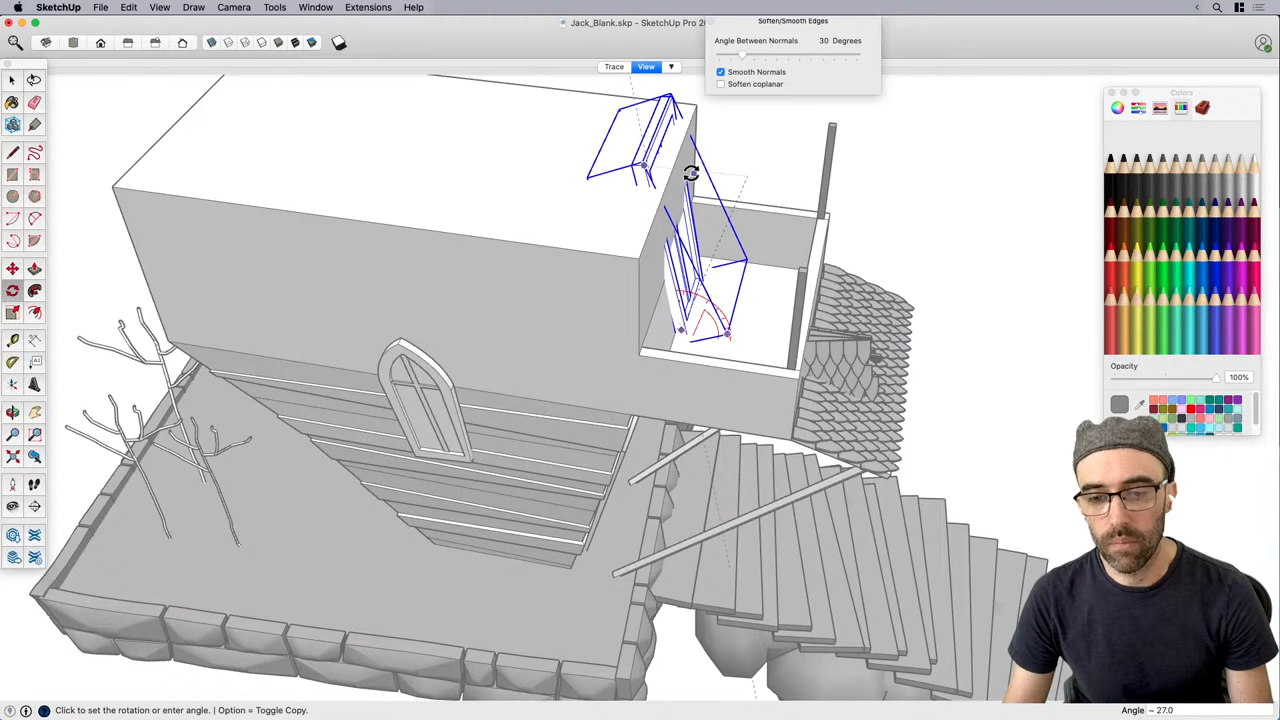 SketchUp File Edit View Draw Camera Tools Window Extensions Help
Jack_Blank.skp - SketchUp Pro 20
Soften/Smooth Edges
Angle Between Normals 30 Degrees
Smooth Normals
Soften coplanar
Trace View ▼
Colors
Opacity
100%
Click to set the rotation or enter angle. | Option = Toggle Copy.
Angle ~ 27.0